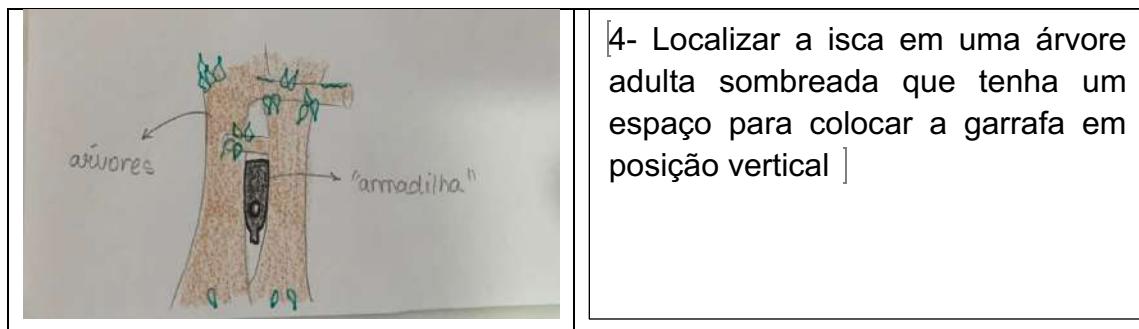 árvores
"armadilha"
4- Localizar a isca em uma árvore
adulta sombreada que tenha um
espaço para colocar a garrafa em
posição vertical